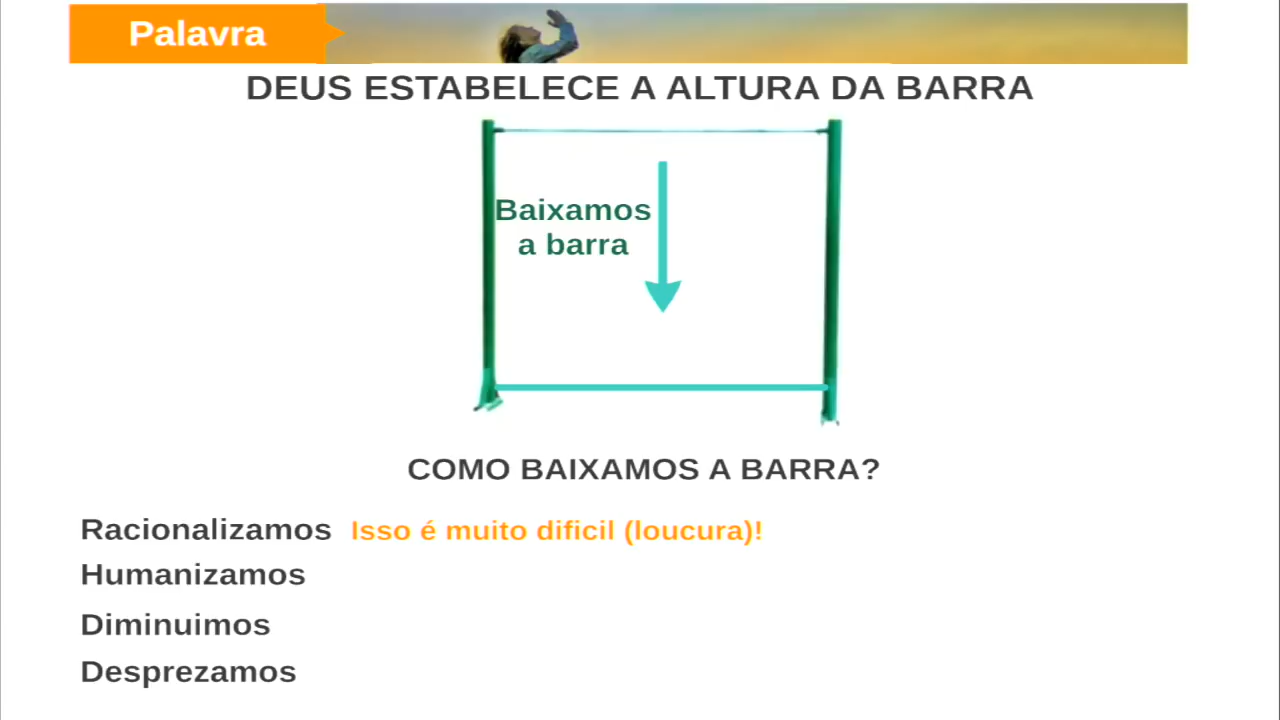 Palavra
DEUS ESTABELECE A ALTURA DA BARRA
Baixamos
a barra
COMO BAIXAMOS A BARRA?
Racionalizamos Isso é muito dificil (loucura)!
Humanizamos
Diminuimos
Desprezamos